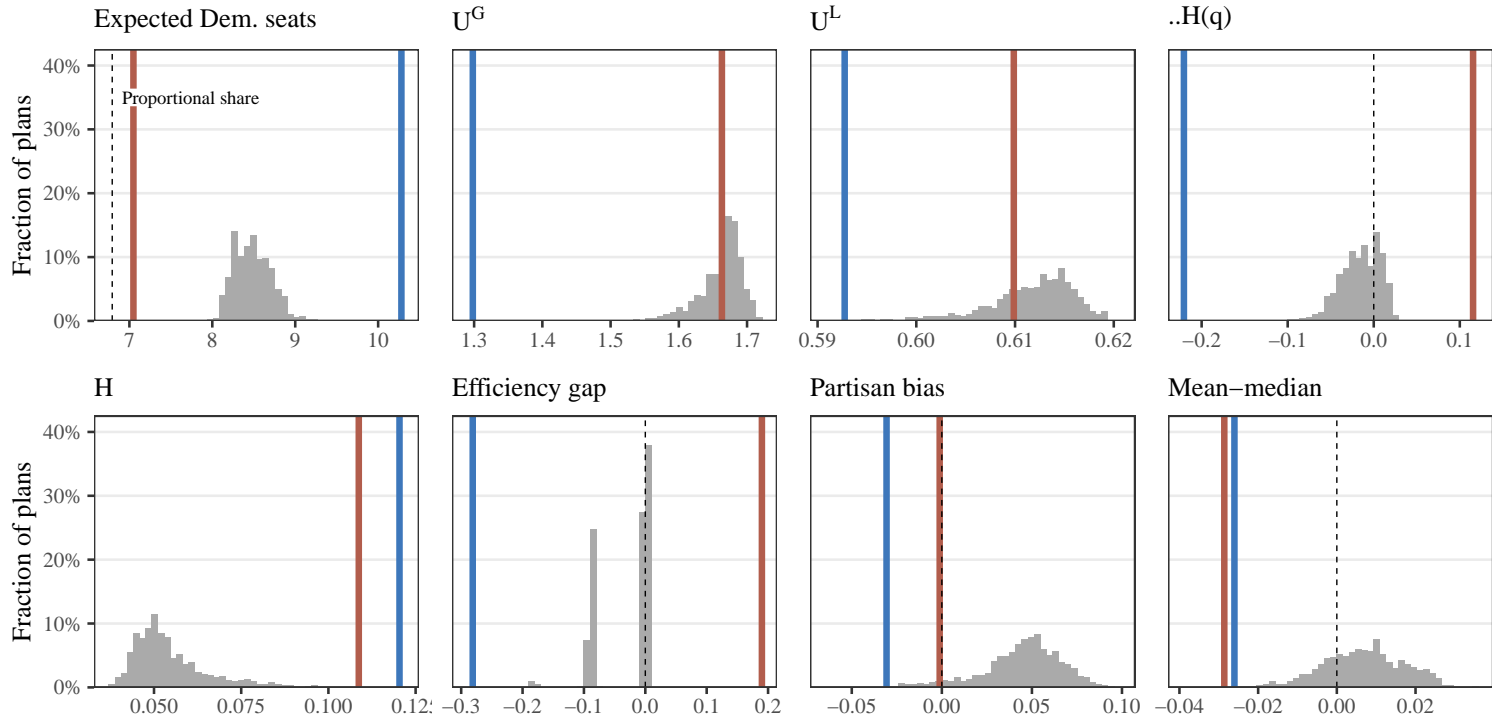 Expected Dem. seats
Uᴳ
Uᴸ
..H(q)
Fraction of plans
40%
30%
20%
10%
0%
Proportional share
7 8 9 10
1.3 1.4 1.5 1.6 1.7
0.59 0.60 0.61 0.62
−0.2 −0.1 0.0 0.1
H
Efficiency gap
Partisan bias
Mean−median
Fraction of plans
40%
30%
20%
10%
0%
0.050 0.075 0.100 0.125
−0.3 −0.2 −0.1 0.0 0.1 0.2
−0.05 0.00 0.05 0.10
−0.04 −0.02 0.00 0.02